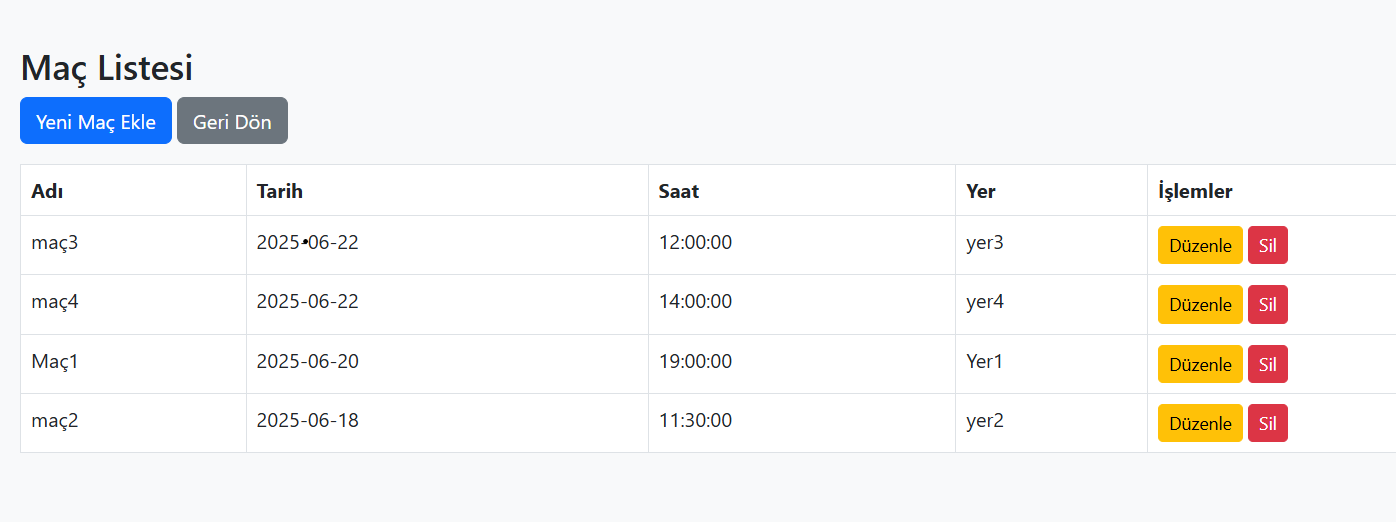 Maç Listesi
Yeni Maç Ekle Geri Dön
Adı Tarih Saat Yer İşlemler
maç3 2025-06-22 12:00:00 yer3 Düzenle Sil
maç4 2025-06-22 14:00:00 yer4 Düzenle Sil
Maç1 2025-06-20 19:00:00 Yer1 Düzenle Sil
maç2 2025-06-18 11:30:00 yer2 Düzenle Sil